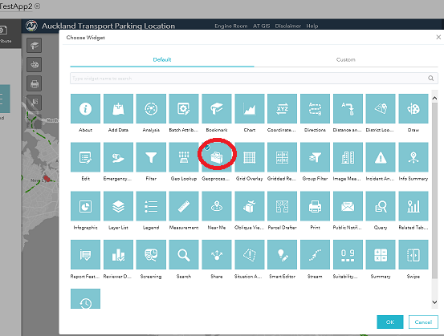 TestApp2
Auckland Transport Parking Location Engine Room AT GIS Disclaimer Help
Choose Widget
Default Custom
About Add Data Analysis Batch Attrib... Bookmark Chart Coordinate... Directions Distance an... District Loo... Draw
Edit Emergency... Filter Geo Lookup Geoproces... Grid Overlay Gridded Re... Group Filter Image Mea... Incident An... Info Summary
Infographic Layer List Legend Measurement Near Me Oblique Vie... Parcel Drafter Print Public Notif... Query Related Tab...
Report Feat... Reviewer D... Screening Search Share Situation A... Smart Editor Stream Suitability... Summary Swipe
OK Cancel